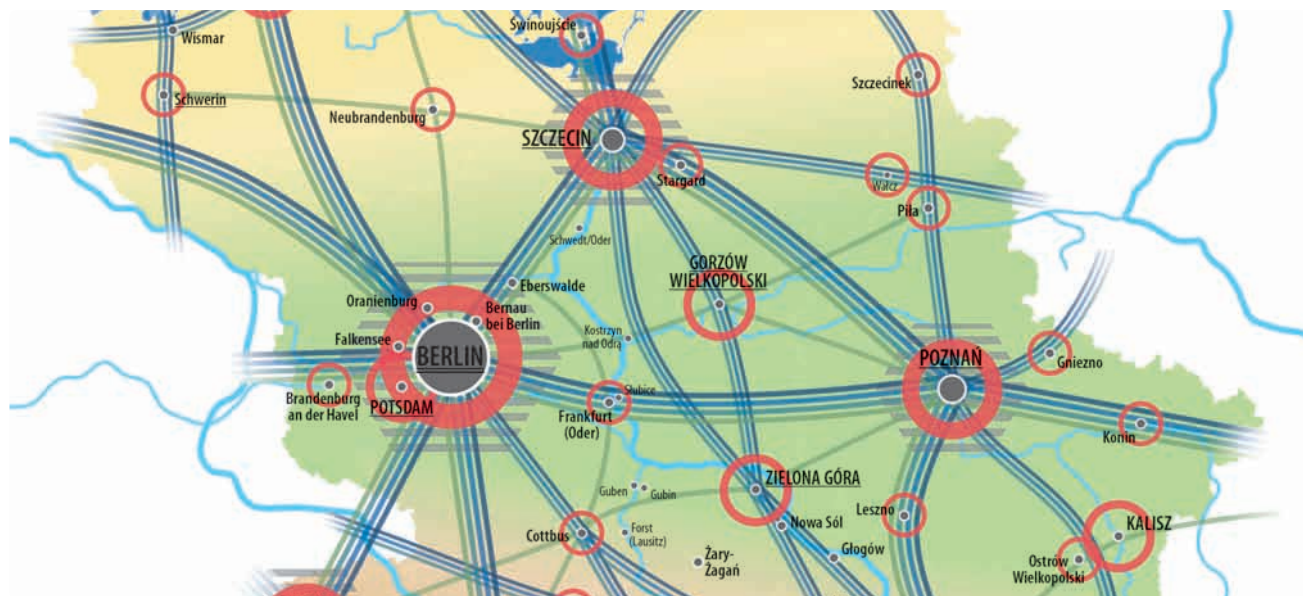 Świnoujście
Wismar
Szczecinek
Schwerin
Neubrandenburg
SZCZECIN
Stargard
Wałcz
Piła
Schwedt/Oder
GORZÓW
WIELKOPOLSKI
Eberswalde
Oranienburg
Bernau
bei Berlin
Kostrzyn
nad Odrą
Falkensee
BERLIN
POZNAŃ
Gniezno
Brandenburg
an der Havel
POTSDAM
Słubice
Frankfurt
(Oder)
Konin
ZIELONA GÓRA
Guben
Gubin
Leszno
Nowa Sól
KALISZ
Cottbus
Forst
(Lausitz)
Głogów
Żary-
Żagań
Ostrów
Wielkopolski